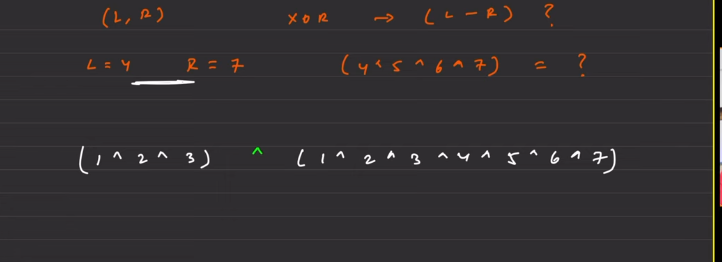 (L, R) XOR → (L - R) ?
L = 4 R = 7 (4 ^ 5 ^ 6 ^ 7) = ?
(1 ^ 2 ^ 3) ^ (1 ^ 2 ^ 3 ^ 4 ^ 5 ^ 6 ^ 7)